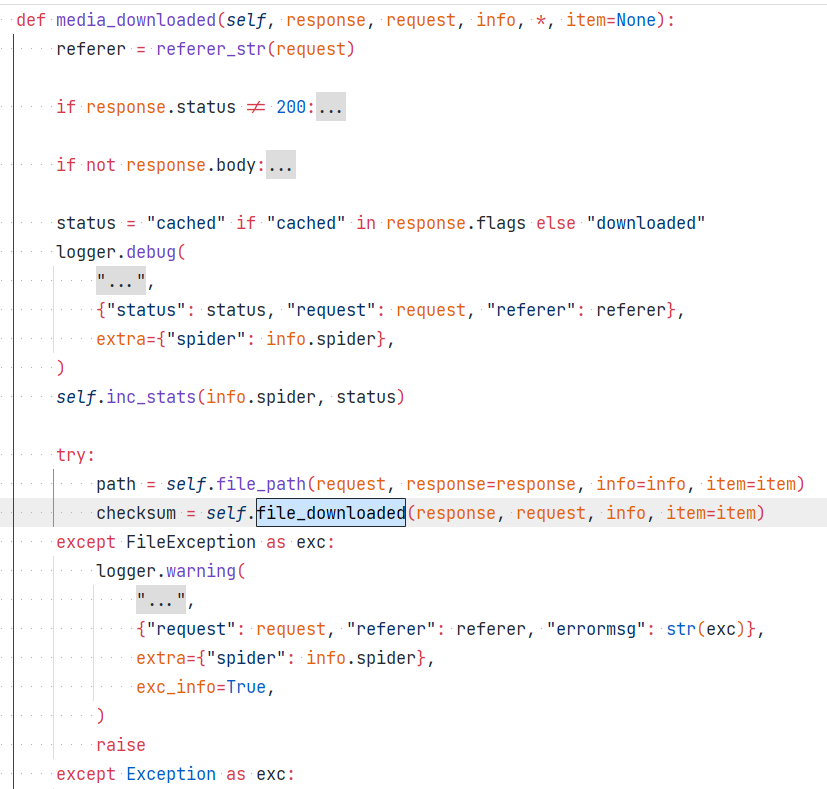 def media_downloaded(self, response, request, info, *, item=None):
    referer = referer_str(request)

    if response.status ≠ 200:...

    if not response.body:...

    status = "cached" if "cached" in response.flags else "downloaded"
    logger.debug(
        "...",
        {"status": status, "request": request, "referer": referer},
        extra={"spider": info.spider},
    )
    self.inc_stats(info.spider, status)

    try:
        path = self.file_path(request, response=response, info=info, item=item)
        checksum = self.file_downloaded(response, request, info, item=item)
    except FileException as exc:
        logger.warning(
            "...",
            {"request": request, "referer": referer, "errormsg": str(exc)},
            extra={"spider": info.spider},
            exc_info=True,
        )
        raise
    except Exception as exc: